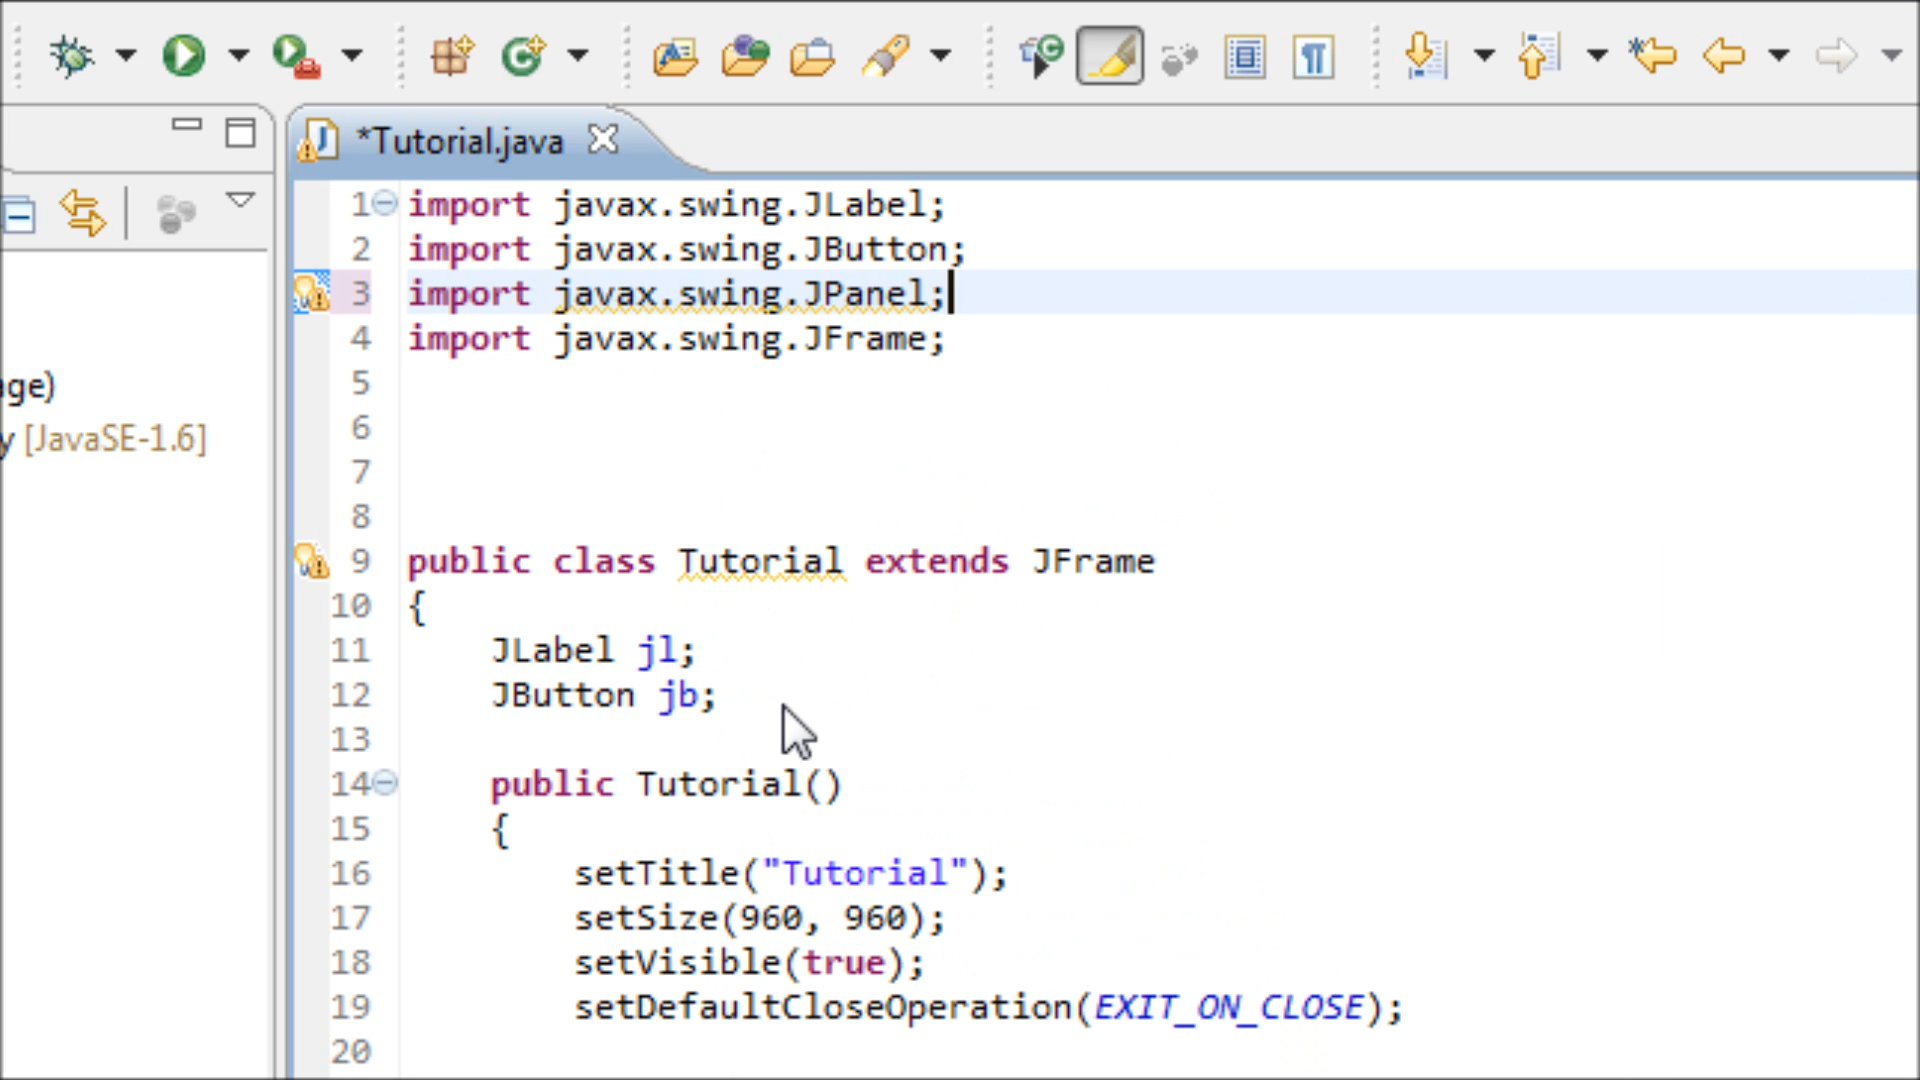 *Tutorial.java
1 import javax.swing.JLabel;
2 import javax.swing.JButton;
3 import javax.swing.JPanel;
4 import javax.swing.JFrame;
5
age)
6
y [JavaSE-1.6]
7
8
9 public class Tutorial extends JFrame
10 {
11 JLabel jl;
12 JButton jb;
13
14 public Tutorial()
15 {
16 setTitle("Tutorial");
17 setSize(960, 960);
18 setVisible(true);
19 setDefaultCloseOperation(EXIT_ON_CLOSE);
20